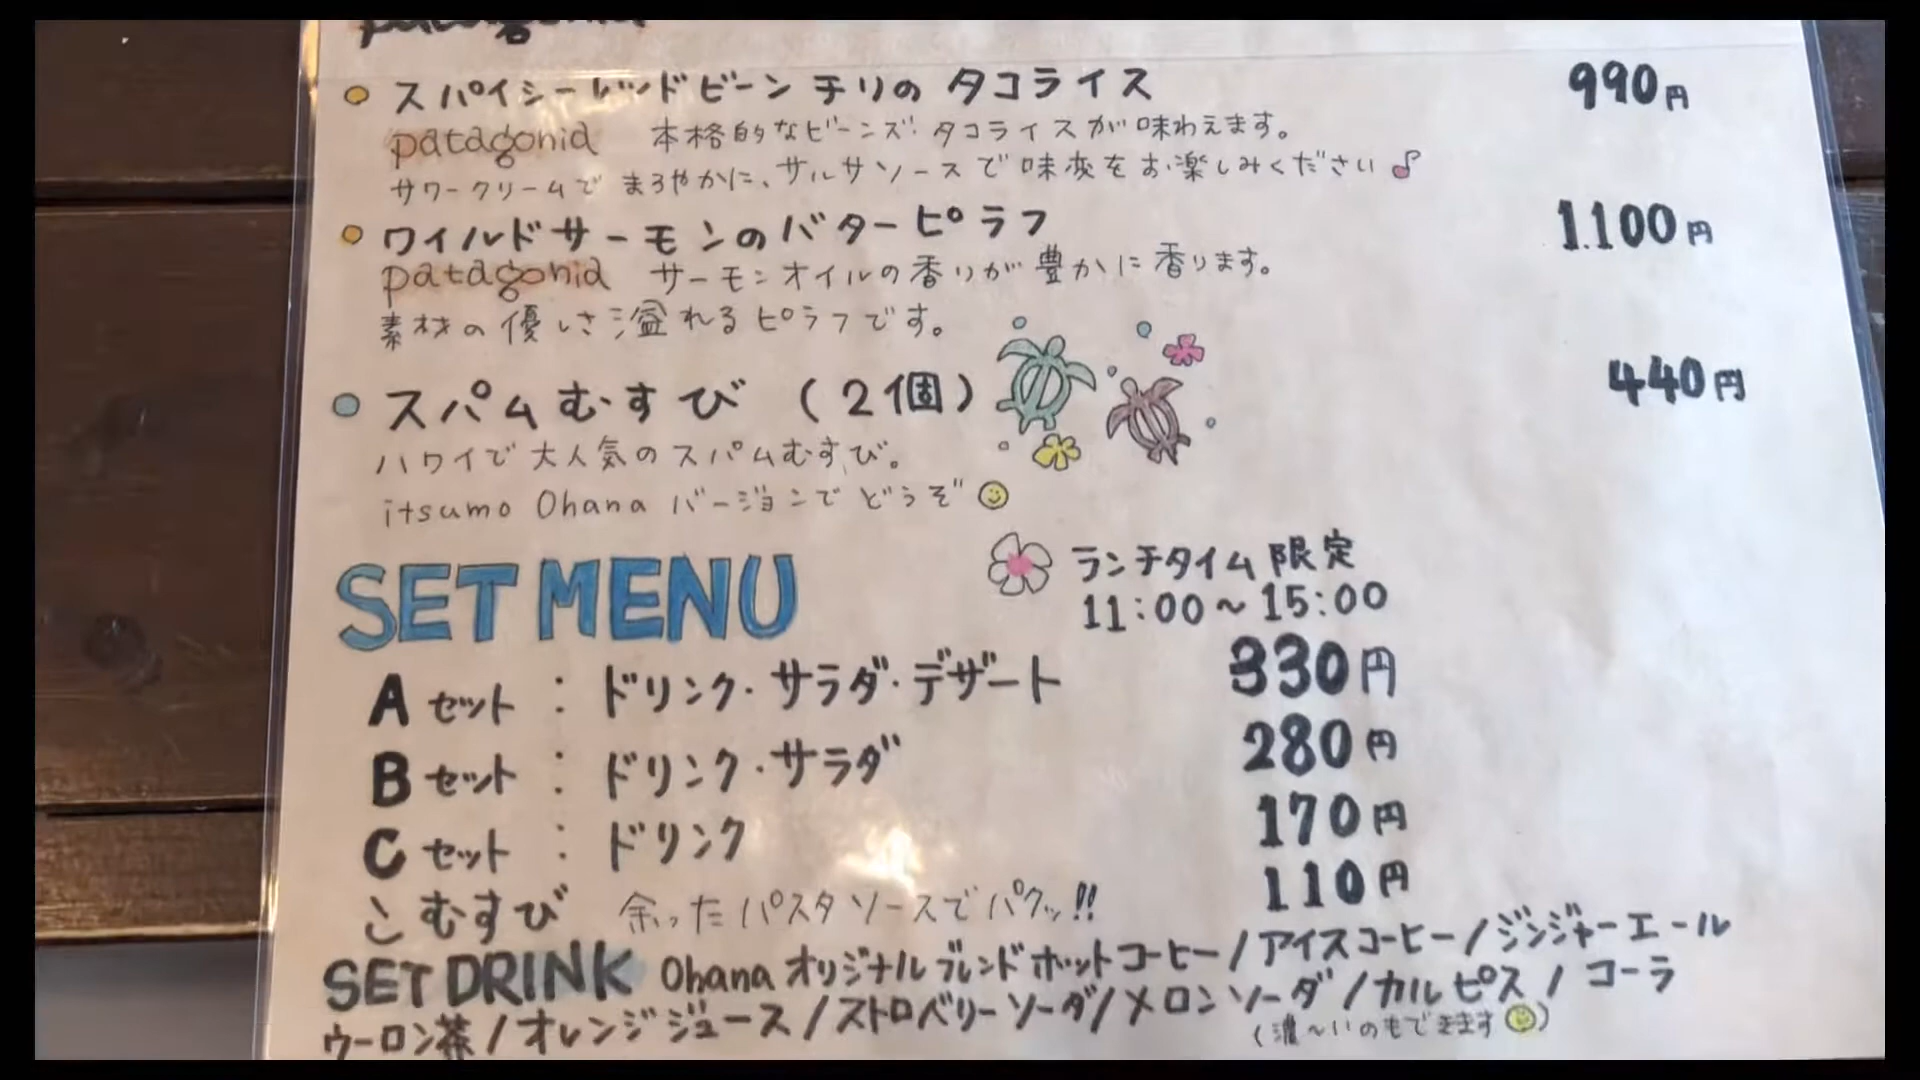 スパイシーレッドビーンチリの タコライス 990円
patagonia 本格的なビーンズタコライスが味わえます。
サワークリームで まろやかに、サルサソースで味変をお楽しみください♪
ワイルドサーモンのバターピラフ 1.100円
patagonia サーモンオイルの香りが豊かに香ります。
素材の優しさ溢れるピラフです。
スパムむすび (2個) 440円
ハワイで大人気のスパムむすび。
itsumo Ohana バージョンでどうぞ
SET MENU
ランチタイム限定
11:00〜15:00
Aセット : ドリンク・サラダ・デザート 330円
Bセット : ドリンク・サラダ 280円
Cセット : ドリンク 170円
こむすび 余ったパスタソースでパクッ!! 110円
SET DRINK Ohanaオリジナルブレンドホットコーヒー/アイスコーヒー/ジンジャーエール
ウーロン茶/オレンジジュース/ストロベリーソーダ/メロンソーダ/カルピス/コーラ
(濃〜いのもできます)